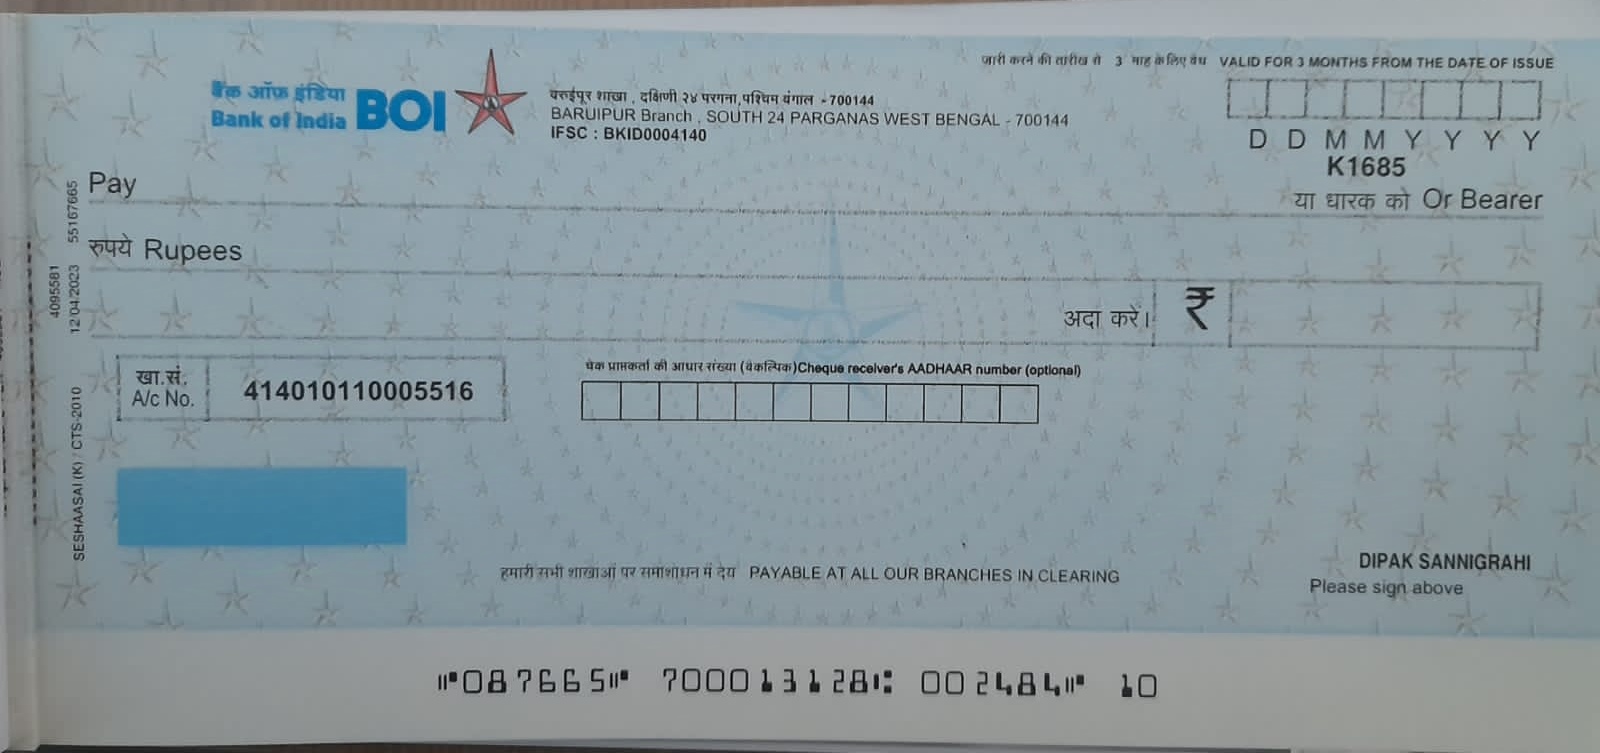 जारी करने की तारीख से 3 माह के लिए वैध VALID FOR 3 MONTHS FROM THE DATE OF ISSUE
बैंक ऑफ इंडिया
Bank of India BOI
बरुईपूर शाखा , दक्षिणी २४ परगना,पश्चिम बंगाल - 700144
BARUIPUR Branch , SOUTH 24 PARGANAS WEST BENGAL - 700144
IFSC : BKID0004140
D D M M Y Y Y Y
K1685
Pay
या धारक को Or Bearer
रुपये Rupees
अदा करें। ₹
खा.सं.
A/c No. 414010110005516
चेक प्राप्तकर्ता की आधार संख्या (वैकल्पिक)Cheque receiver's AADHAAR number (optional)
55167665
4095581
12/04/2023
SESHAASAI (K) / CTS-2010
DIPAK SANNIGRAHI
Please sign above
हमारी सभी शाखाओं पर समाशोधन में देय PAYABLE AT ALL OUR BRANCHES IN CLEARING
⑈087665⑈ 700013128⑆ 002484⑈ 10